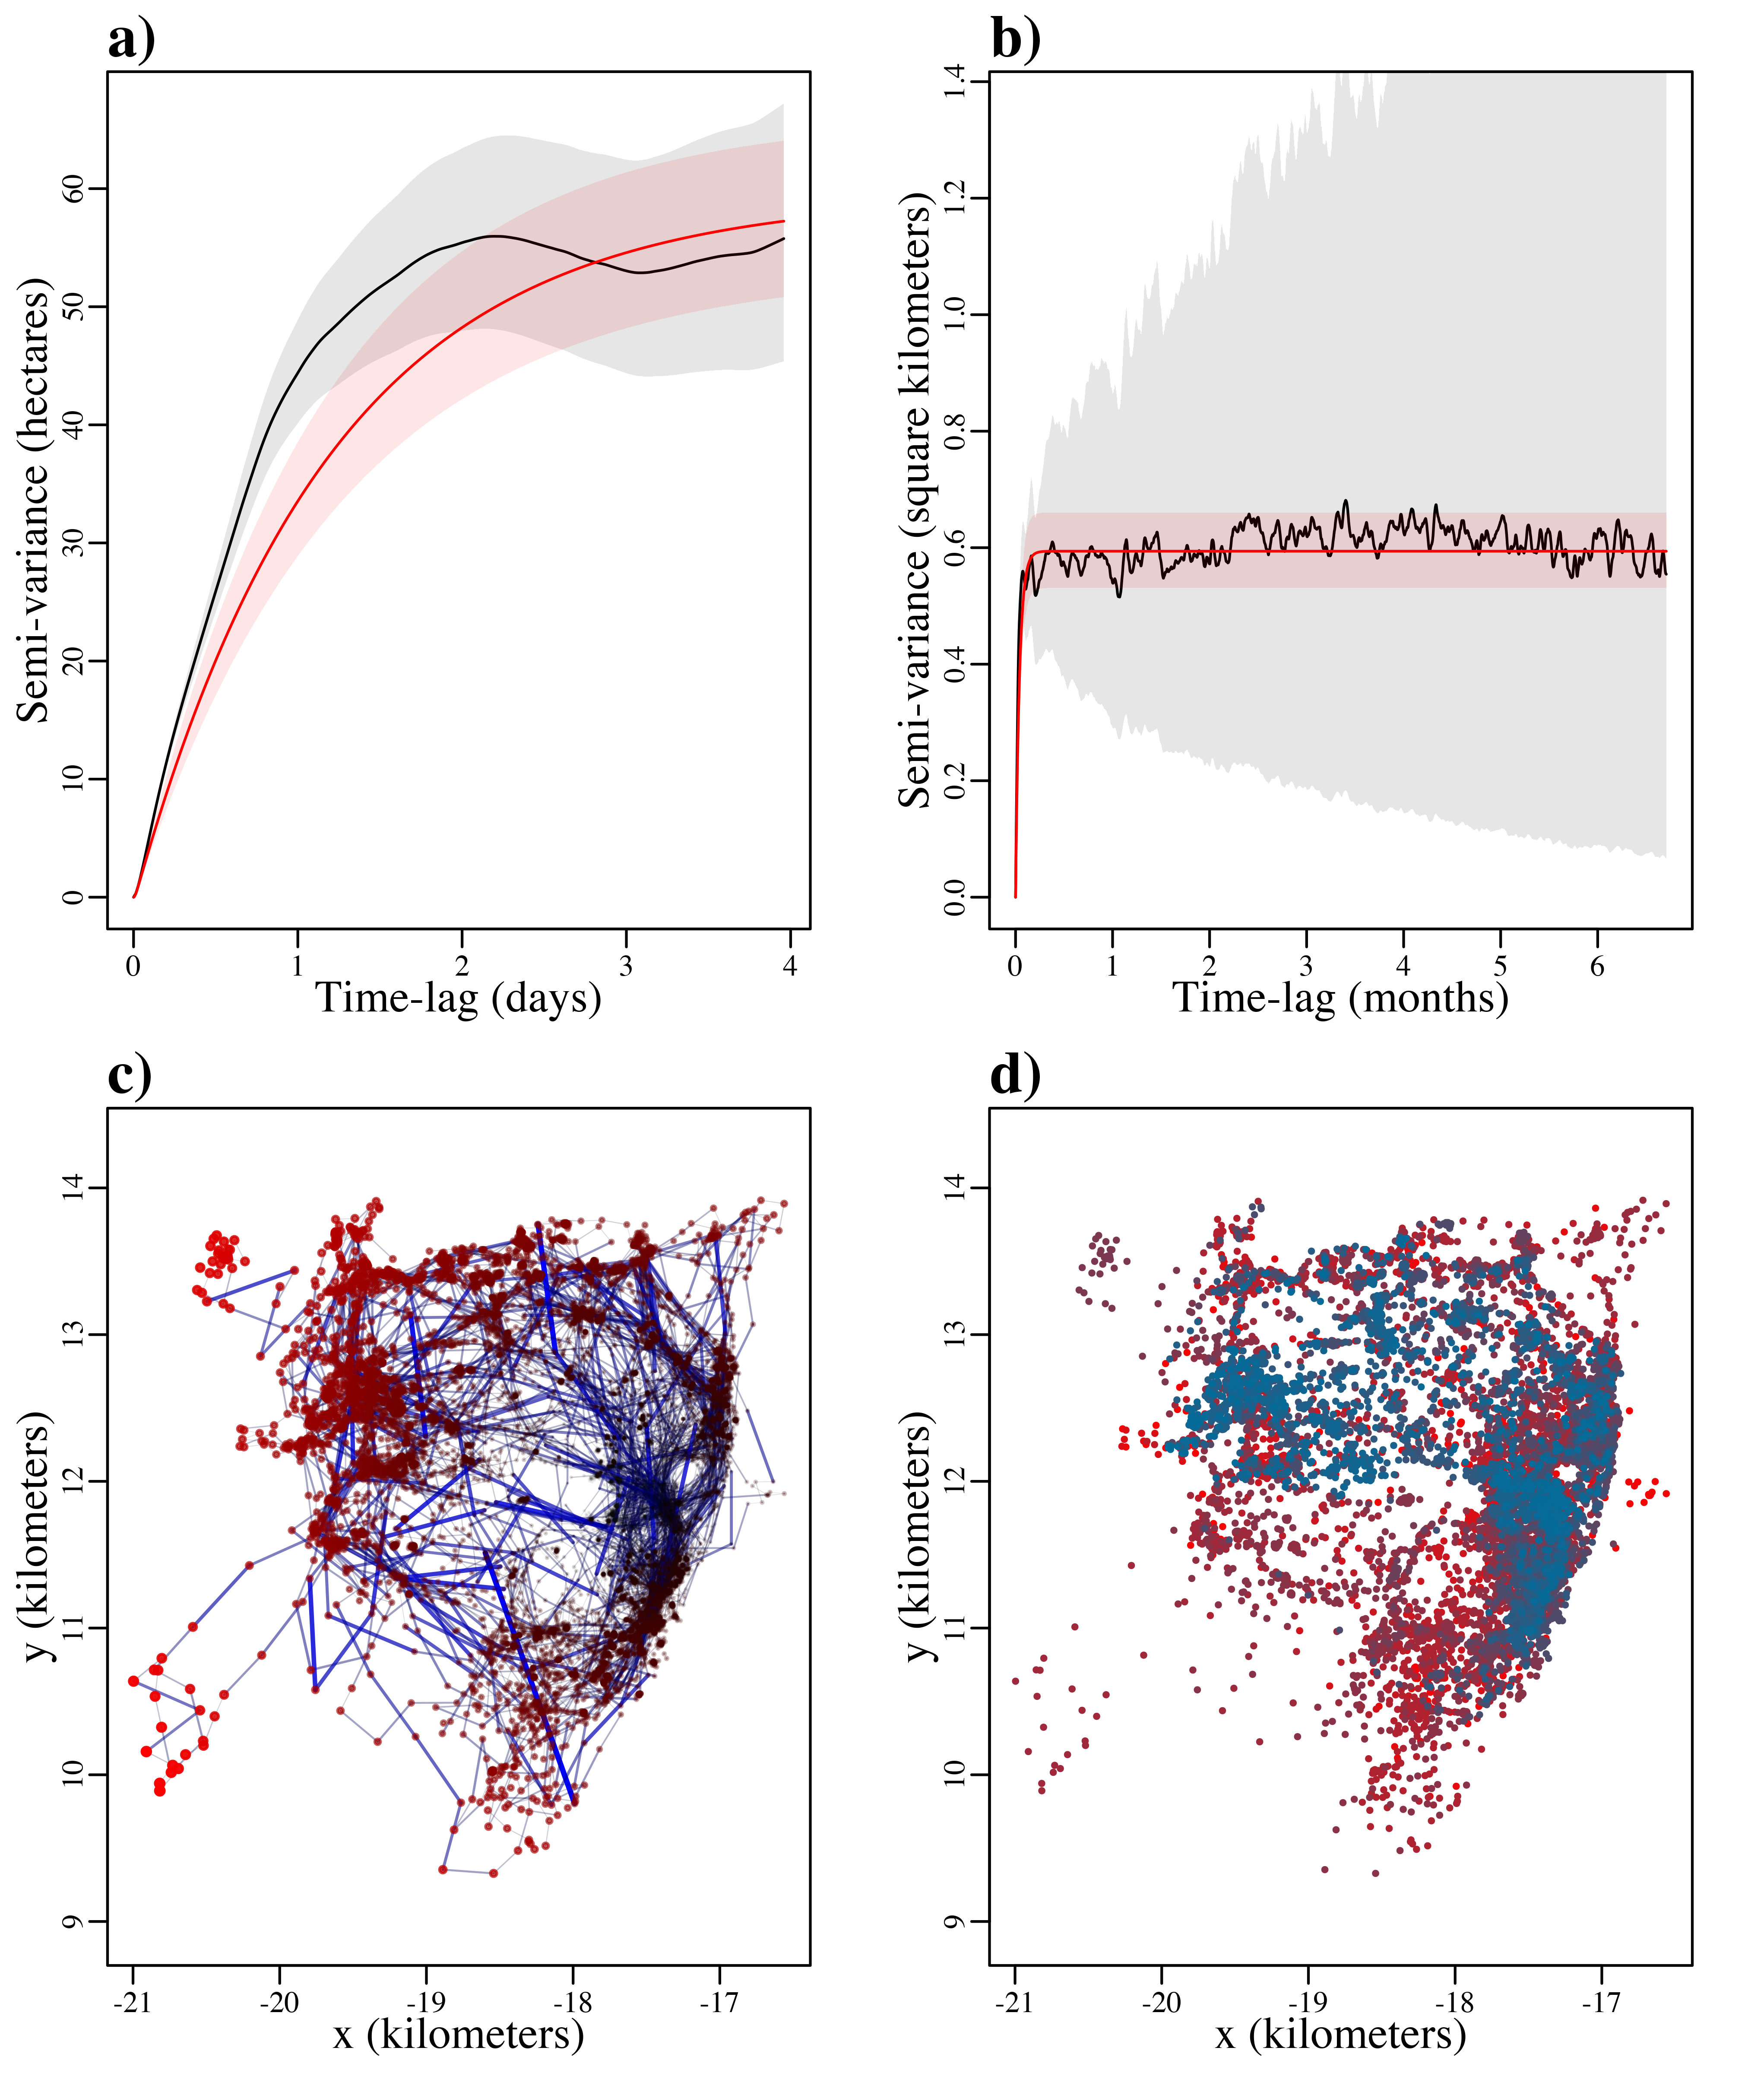 a)
Semi-variance (hectares)
0 10 20 30 40 50 60
0 1 2 3 4
Time-lag (days)
b)
Semi-variance (square kilometers)
0.0 0.2 0.4 0.6 0.8 1.0 1.2 1.4
0 1 2 3 4 5 6
Time-lag (months)
c)
y (kilometers)
9 10 11 12 13 14
-21 -20 -19 -18 -17
x (kilometers)
d)
y (kilometers)
9 10 11 12 13 14
-21 -20 -19 -18 -17
x (kilometers)